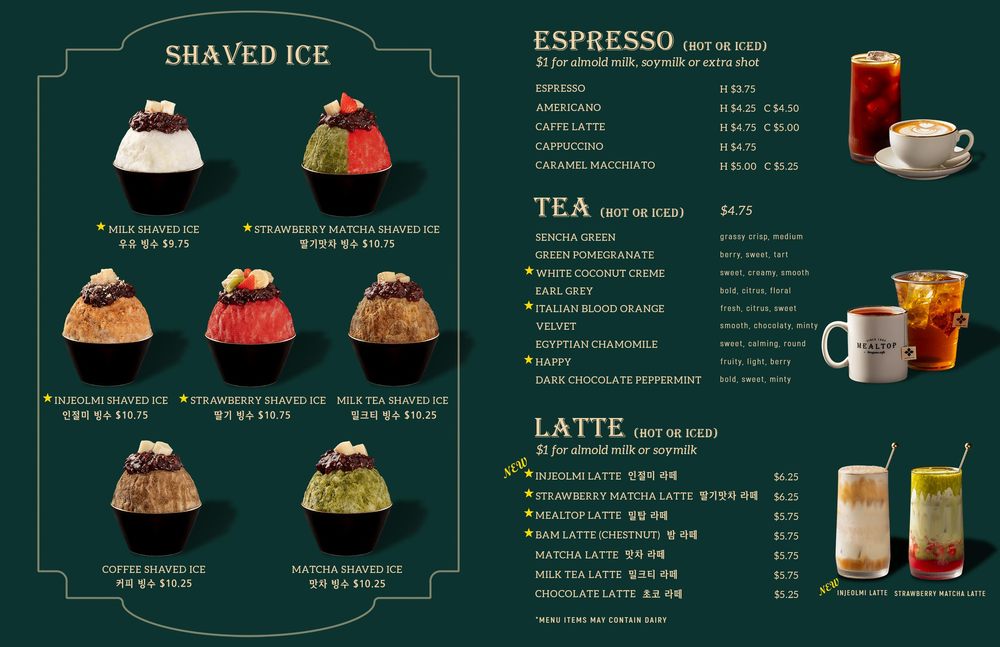 SHAVED ICE
MILK SHAVED ICE
우유 빙수 $9.75
STRAWBERRY MATCHA SHAVED ICE
딸기맛차 빙수 $10.75
INJEOLMI SHAVED ICE
인절미 빙수 $10.75
STRAWBERRY SHAVED ICE
딸기 빙수 $10.75
MILK TEA SHAVED ICE
밀크티 빙수 $10.25
COFFEE SHAVED ICE
커피 빙수 $10.25
MATCHA SHAVED ICE
맛차 빙수 $10.25
ESPRESSO (HOT OR ICED)
$1 for almold milk, soymilk or extra shot
ESPRESSO H $3.75
AMERICANO H $4.25 C $4.50
CAFFE LATTE H $4.75 C $5.00
CAPPUCCINO H $4.75
CARAMEL MACCHIATO H $5.00 C $5.25
TEA (HOT OR ICED) $4.75
SENCHA GREEN grassy crisp, medium
GREEN POMEGRANATE berry, sweet, tart
WHITE COCONUT CREME sweet, creamy, smooth
EARL GREY bold, citrus, floral
ITALIAN BLOOD ORANGE fresh, citrus, sweet
VELVET smooth, chocolaty, minty
EGYPTIAN CHAMOMILE sweet, calming, round
HAPPY fruity, light, berry
DARK CHOCOLATE PEPPERMINT bold, sweet, minty
MEALTOP
LATTE (HOT OR ICED)
$1 for almold milk or soymilk
NEW INJEOLMI LATTE 인절미 라떼 $6.25
STRAWBERRY MATCHA LATTE 딸기맛차 라떼 $6.25
MEALTOP LATTE 밀탑 라떼 $5.75
BAM LATTE (CHESTNUT) 밤 라떼 $5.75
MATCHA LATTE 맛차 라떼 $5.75
MILK TEA LATTE 밀크티 라떼 $5.75
CHOCOLATE LATTE 초코 라떼 $5.25
NEW INJEOLMI LATTE
STRAWBERRY MATCHA LATTE
*MENU ITEMS MAY CONTAIN DAIRY